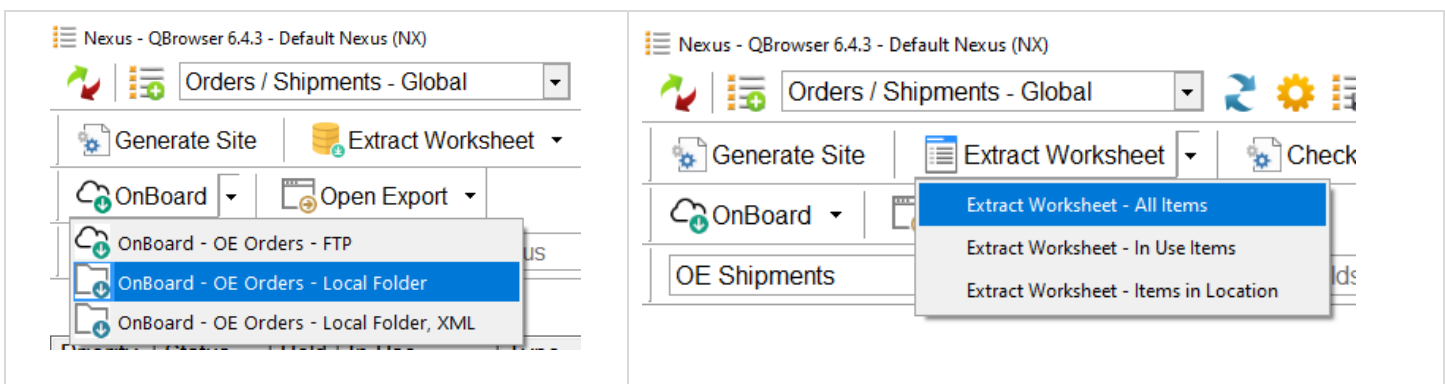 Nexus - QBrowser 6.4.3 - Default Nexus (NX)
Orders / Shipments - Global
Generate Site Extract Worksheet
OnBoard Open Export
OnBoard - OE Orders - FTP
OnBoard - OE Orders - Local Folder
OnBoard - OE Orders - Local Folder, XML
Nexus - QBrowser 6.4.3 - Default Nexus (NX)
Orders / Shipments - Global
Generate Site Extract Worksheet Check
OnBoard
Extract Worksheet - All Items
Extract Worksheet - In Use Items
OE Shipments
Extract Worksheet - Items in Location